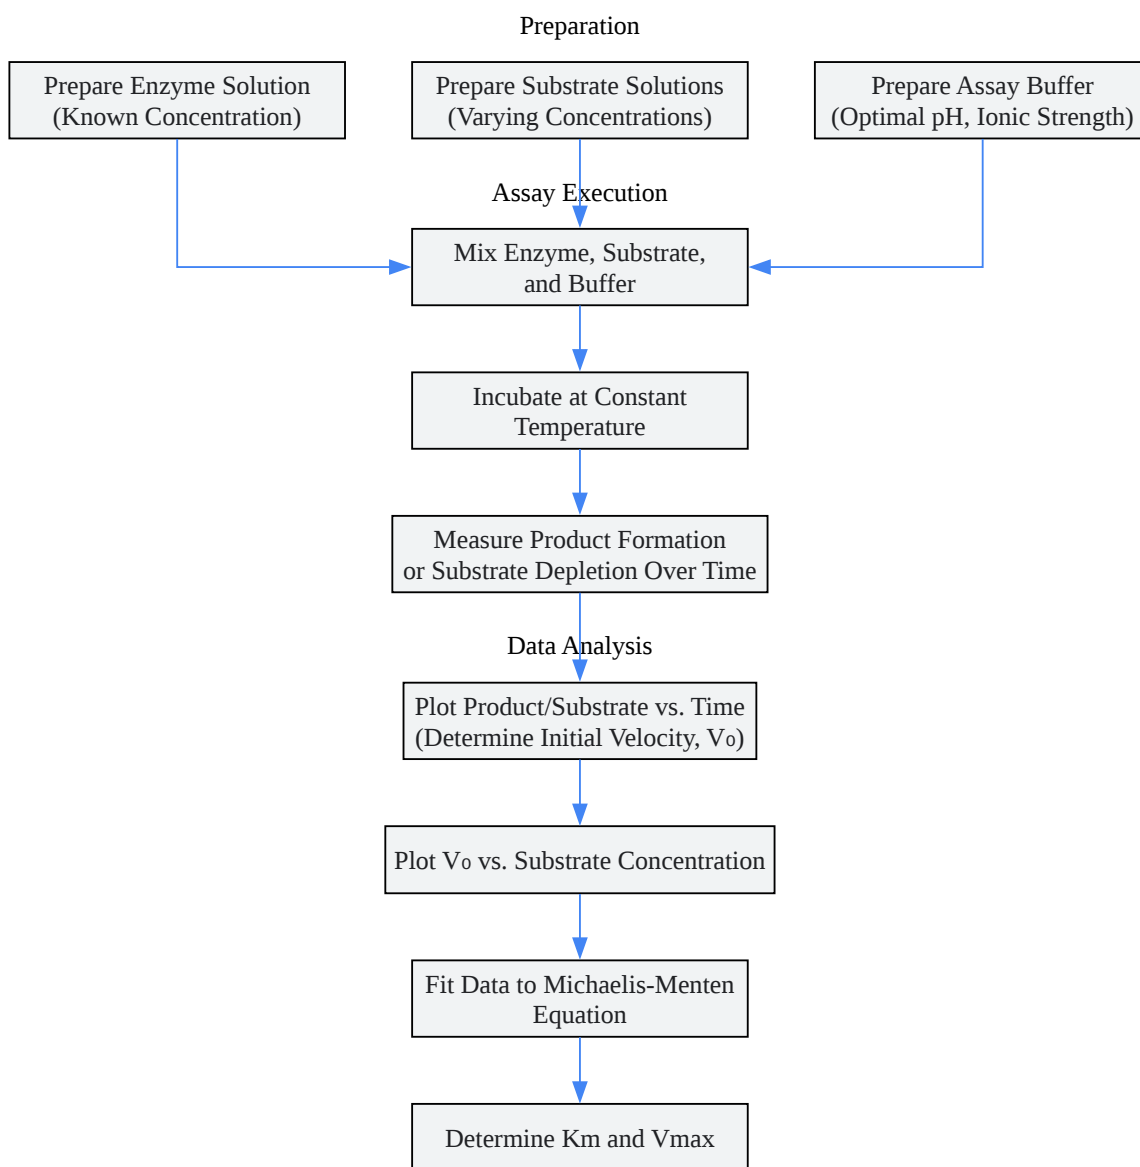 Preparation
Prepare Enzyme Solution
(Known Concentration)
Prepare Substrate Solutions
(Varying Concentrations)
Prepare Assay Buffer
(Optimal pH, Ionic Strength)
Assay Execution
Mix Enzyme, Substrate,
and Buffer
Incubate at Constant
Temperature
Measure Product Formation
or Substrate Depletion Over Time
Data Analysis
Plot Product/Substrate vs. Time
(Determine Initial Velocity, V₀)
Plot V₀ vs. Substrate Concentration
Fit Data to Michaelis-Menten
Equation
Determine Km and Vmax